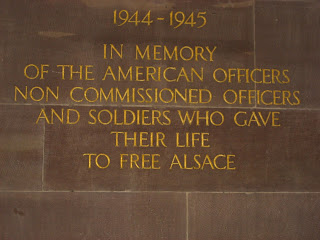 1944-1945
IN MEMORY
OF THE AMERICAN OFFICERS
NON COMMISSIONED OFFICERS
AND SOLDIERS WHO GAVE
THEIR LIFE
TO FREE ALSACE